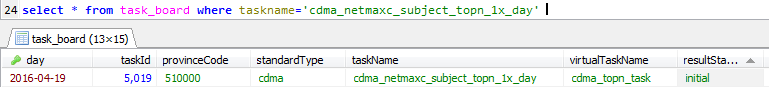 24 select * from task_board where taskname='cdma_netmaxc_subject_topn_1x_day'
task_board (13×15)
day taskId provinceCode standardType taskName virtualTaskName resultSta...
2016-04-19 5,019 510000 cdma cdma_netmaxc_subject_topn_1x_day cdma_topn_task initial